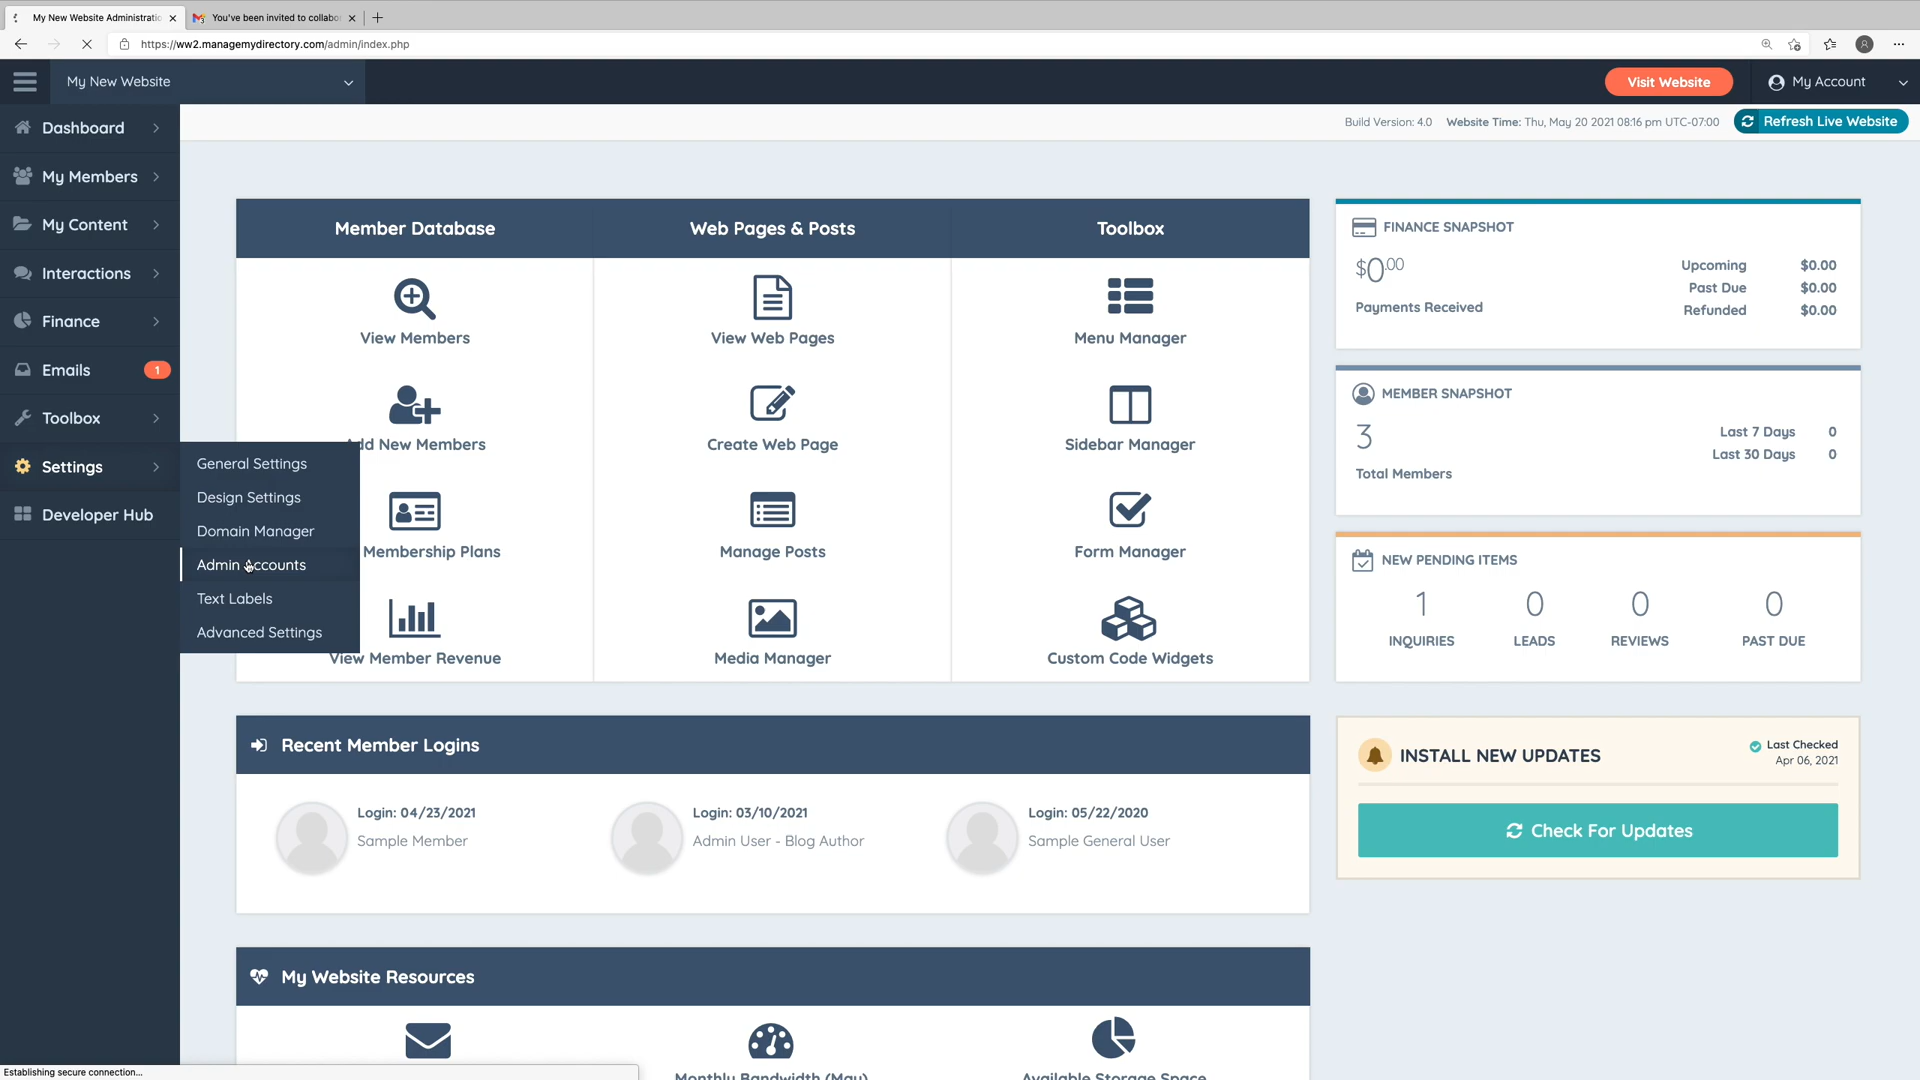 My New Website Administratio
You've been invited to collabo
https://ww2.managemydirectory.com/admin/index.php
My New Website
Visit Website
My Account
Build Version: 4.0
Website Time: Thu, May 20 2021 08:16 pm UTC-07:00
Refresh Live Website
Dashboard
My Members
My Content
Interactions
Finance
Emails
1
Toolbox
Settings
Developer Hub
General Settings
Design Settings
Domain Manager
Admin Accounts
Text Labels
Advanced Settings
Member Database
Web Pages & Posts
Toolbox
View Members
View Web Pages
Menu Manager
dd New Members
Create Web Page
Sidebar Manager
Membership Plans
Manage Posts
Form Manager
View Member Revenue
Media Manager
Custom Code Widgets
FINANCE SNAPSHOT
$0.00
Payments Received
Upcoming $0.00
Past Due $0.00
Refunded $0.00
MEMBER SNAPSHOT
3
Total Members
Last 7 Days 0
Last 30 Days 0
NEW PENDING ITEMS
1 0 0 0
INQUIRIES LEADS REVIEWS PAST DUE
Recent Member Logins
Login: 04/23/2021
Sample Member
Login: 03/10/2021
Admin User - Blog Author
Login: 05/22/2020
Sample General User
INSTALL NEW UPDATES
Last Checked
Apr 06, 2021
Check For Updates
My Website Resources
Monthly Bandwidth (May)
Available Storage Space
Establishing secure connection...